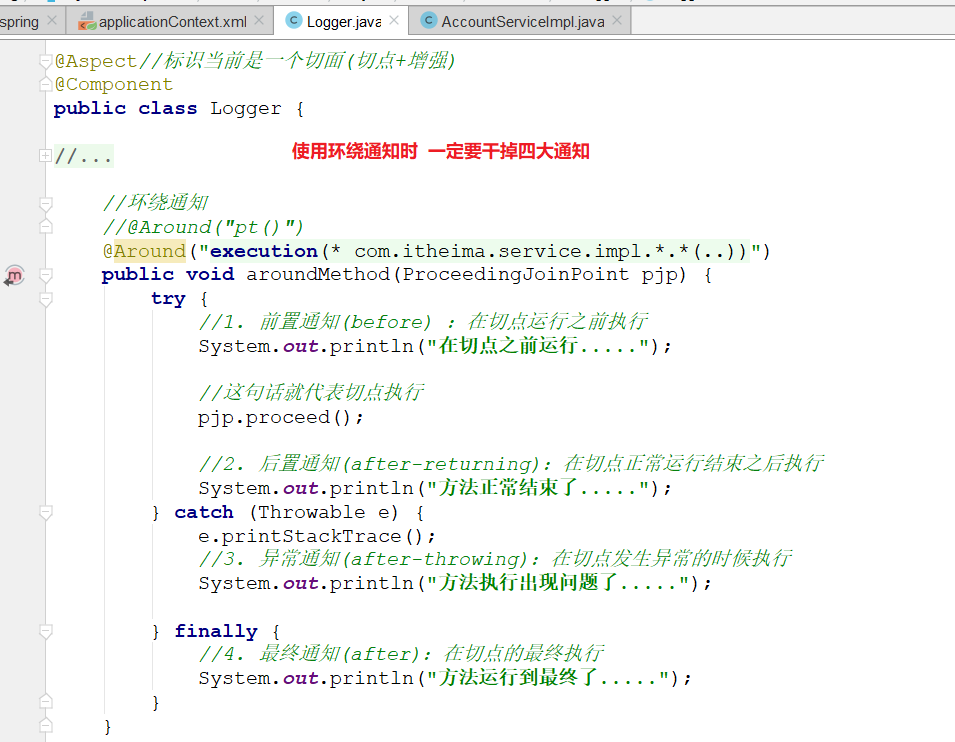 spring applicationContext.xml Logger.java AccountServiceImpl.java
@Aspect//标识当前是一个切面(切点+增强)
@Component
public class Logger {
//... 使用环绕通知时 一定要干掉四大通知
//环绕通知
//@Around("pt()")
@Around("execution(* com.itheima.service.impl.*.*(..))")
public void aroundMethod(ProceedingJoinPoint pjp) {
try {
//1. 前置通知(before) : 在切点运行之前执行
System.out.println("在切点之前运行.....");
//这句话就代表切点执行
pjp.proceed();
//2. 后置通知(after-returning): 在切点正常运行结束之后执行
System.out.println("方法正常结束了.....");
} catch (Throwable e) {
e.printStackTrace();
//3. 异常通知(after-throwing): 在切点发生异常的时候执行
System.out.println("方法执行出现问题了.....");
} finally {
//4. 最终通知(after): 在切点的最终执行
System.out.println("方法运行到最终了.....");
}
}